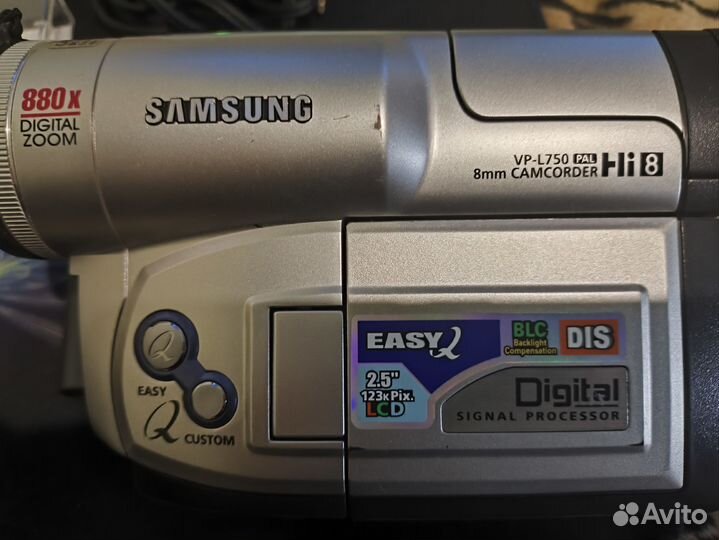 880x
DIGITAL
ZOOM
SAMSUNG
VP-L750 PAL
8mm CAMCORDER Hi8
EASYQ
BLC
Backlight
Compensation
DIS
2.5"
123K Pix.
LCD
Digital
SIGNAL PROCESSOR
Q
EASY
Q CUSTOM
Avito